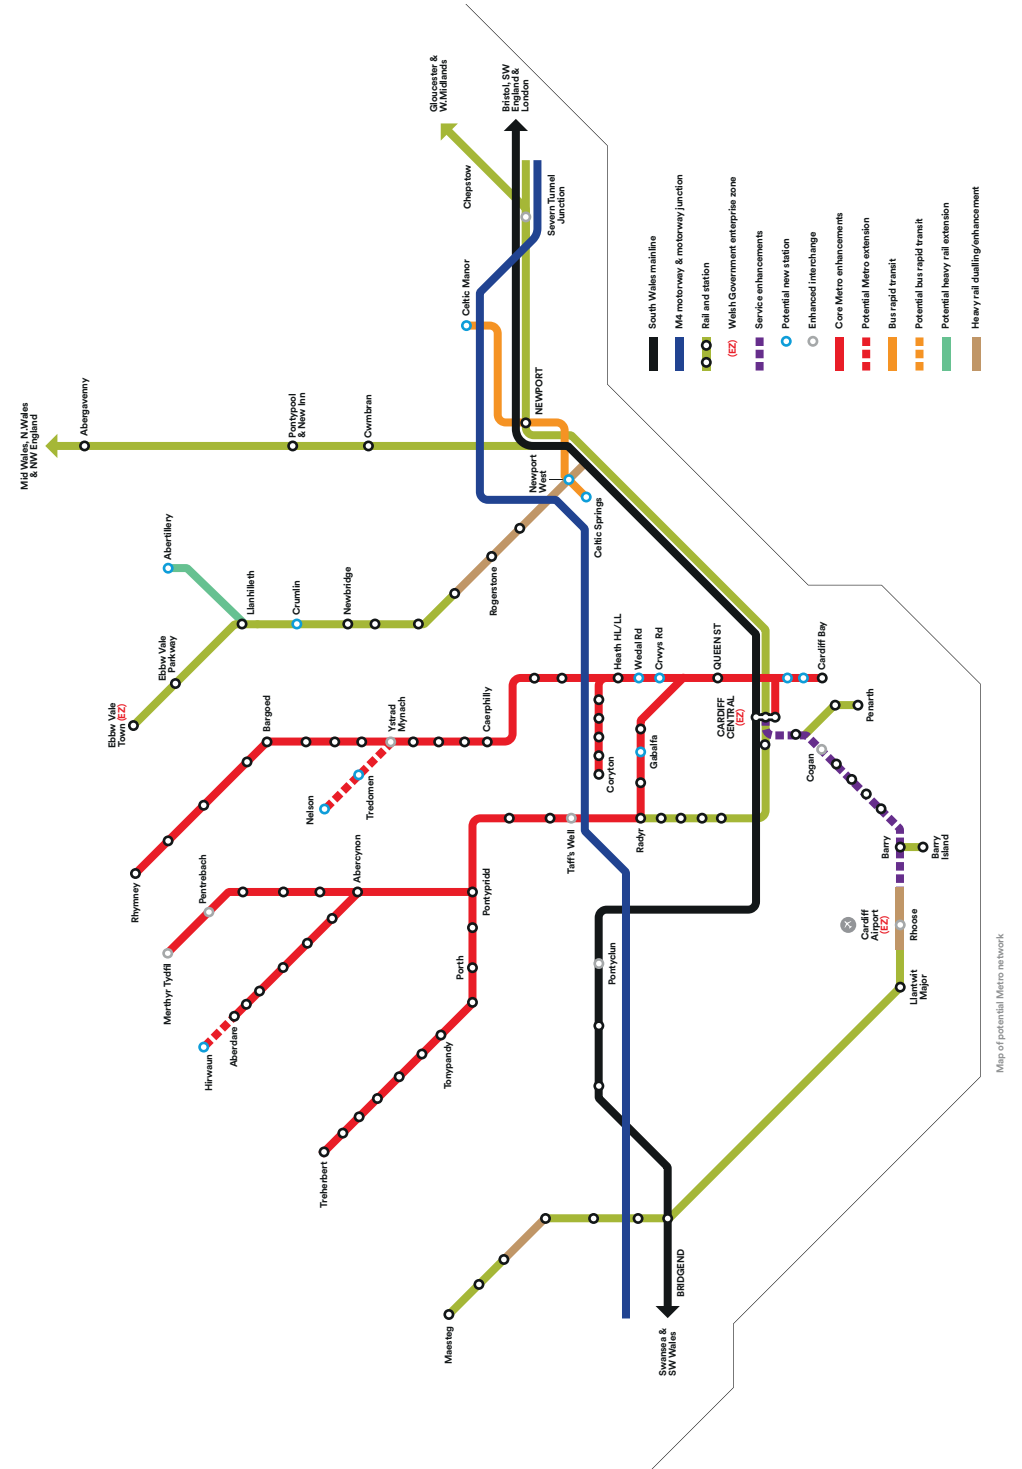 Mid Wales, N.Wales
& NW England
Abergavenny
Pontypool
& New Inn
Cwmbran
Gloucester &
W.Midlands
Bristol, SW
England &
London
Chepstow
Severn Tunnel
Junction
Celtic Manor
NEWPORT
Newport
West
Celtic Springs
Abertillery
Llanhilleth
Crumlin
Newbridge
Rogerstone
Ebbw Vale
Parkway
Ebbw Vale
Town (EZ)
Rhymney
Bargoed
Ystrad
Mynach
Caerphilly
Nelson
Tredomen
Heath HL/LL
Wedal Rd
Crwys Rd
QUEEN ST
Cardiff Bay
CARDIFF
CENTRAL
(EZ)
Coryton
Gabalfa
Radyr
Taff's Well
Penarth
Cogan
Barry
Barry
Island
Cardiff
Airport
(EZ)
Rhoose
Llantwit
Major
Pentrebach
Merthyr Tydfil
Abercynon
Pontypridd
Porth
Hirwaun
Aberdare
Tonypandy
Treherbert
Pontyclun
Maesteg
BRIDGEND
Swansea &
SW Wales
South Wales mainline
M4 motorway & motorway junction
Rail and station
(EZ) Welsh Government enterprise zone
Service enhancements
Potential new station
Enhanced interchange
Core Metro enhancements
Potential Metro extension
Bus rapid transit
Potential bus rapid transit
Potential heavy rail extension
Heavy rail dualling/enhancement
Map of potential Metro network